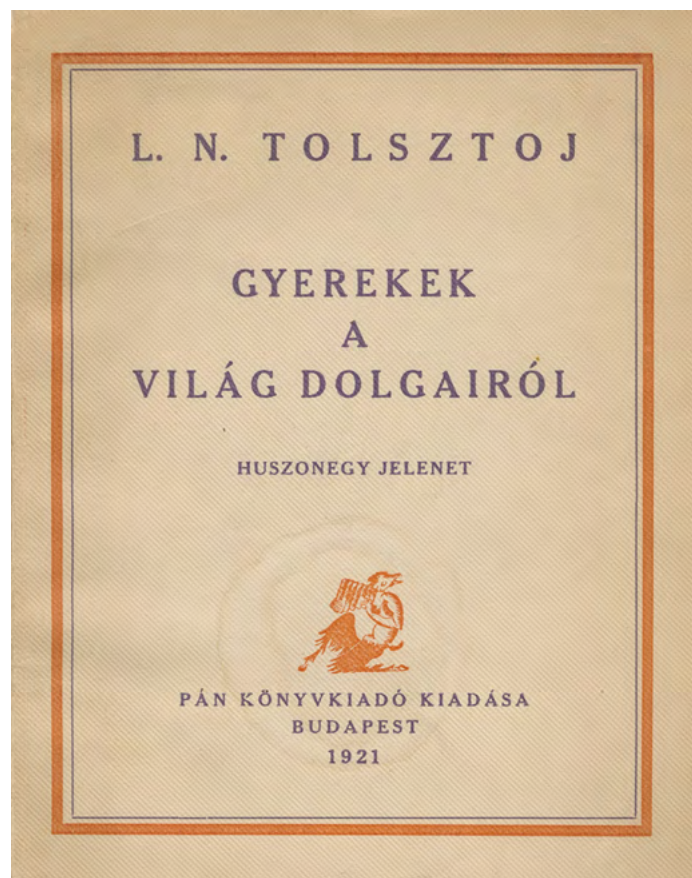 L. N. TOLSZTOJ
GYEREKEK
A
VILÁG DOLGAIRÓL
HUSZONEGY JELENET
PÁN KÖNYVKIADÓ KIADÁSA
BUDAPEST
1921